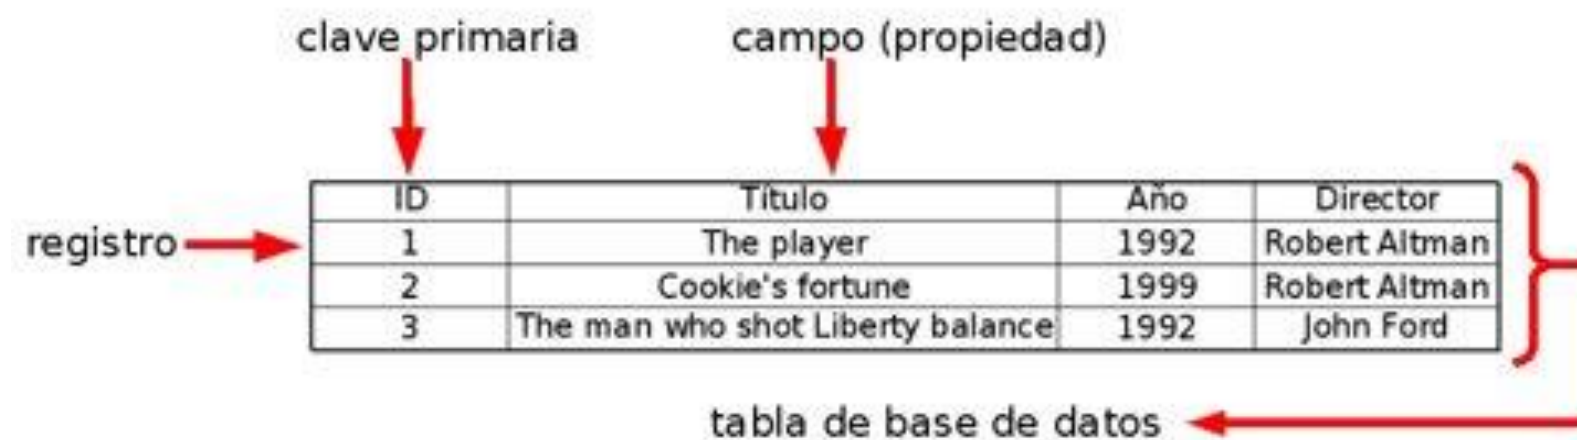 clave primaria campo (propiedad)
ID Título Año Director
registro 1 The player 1992 Robert Altman
2 Cookie's fortune 1999 Robert Altman
3 The man who shot Liberty balance 1992 John Ford
tabla de base de datos